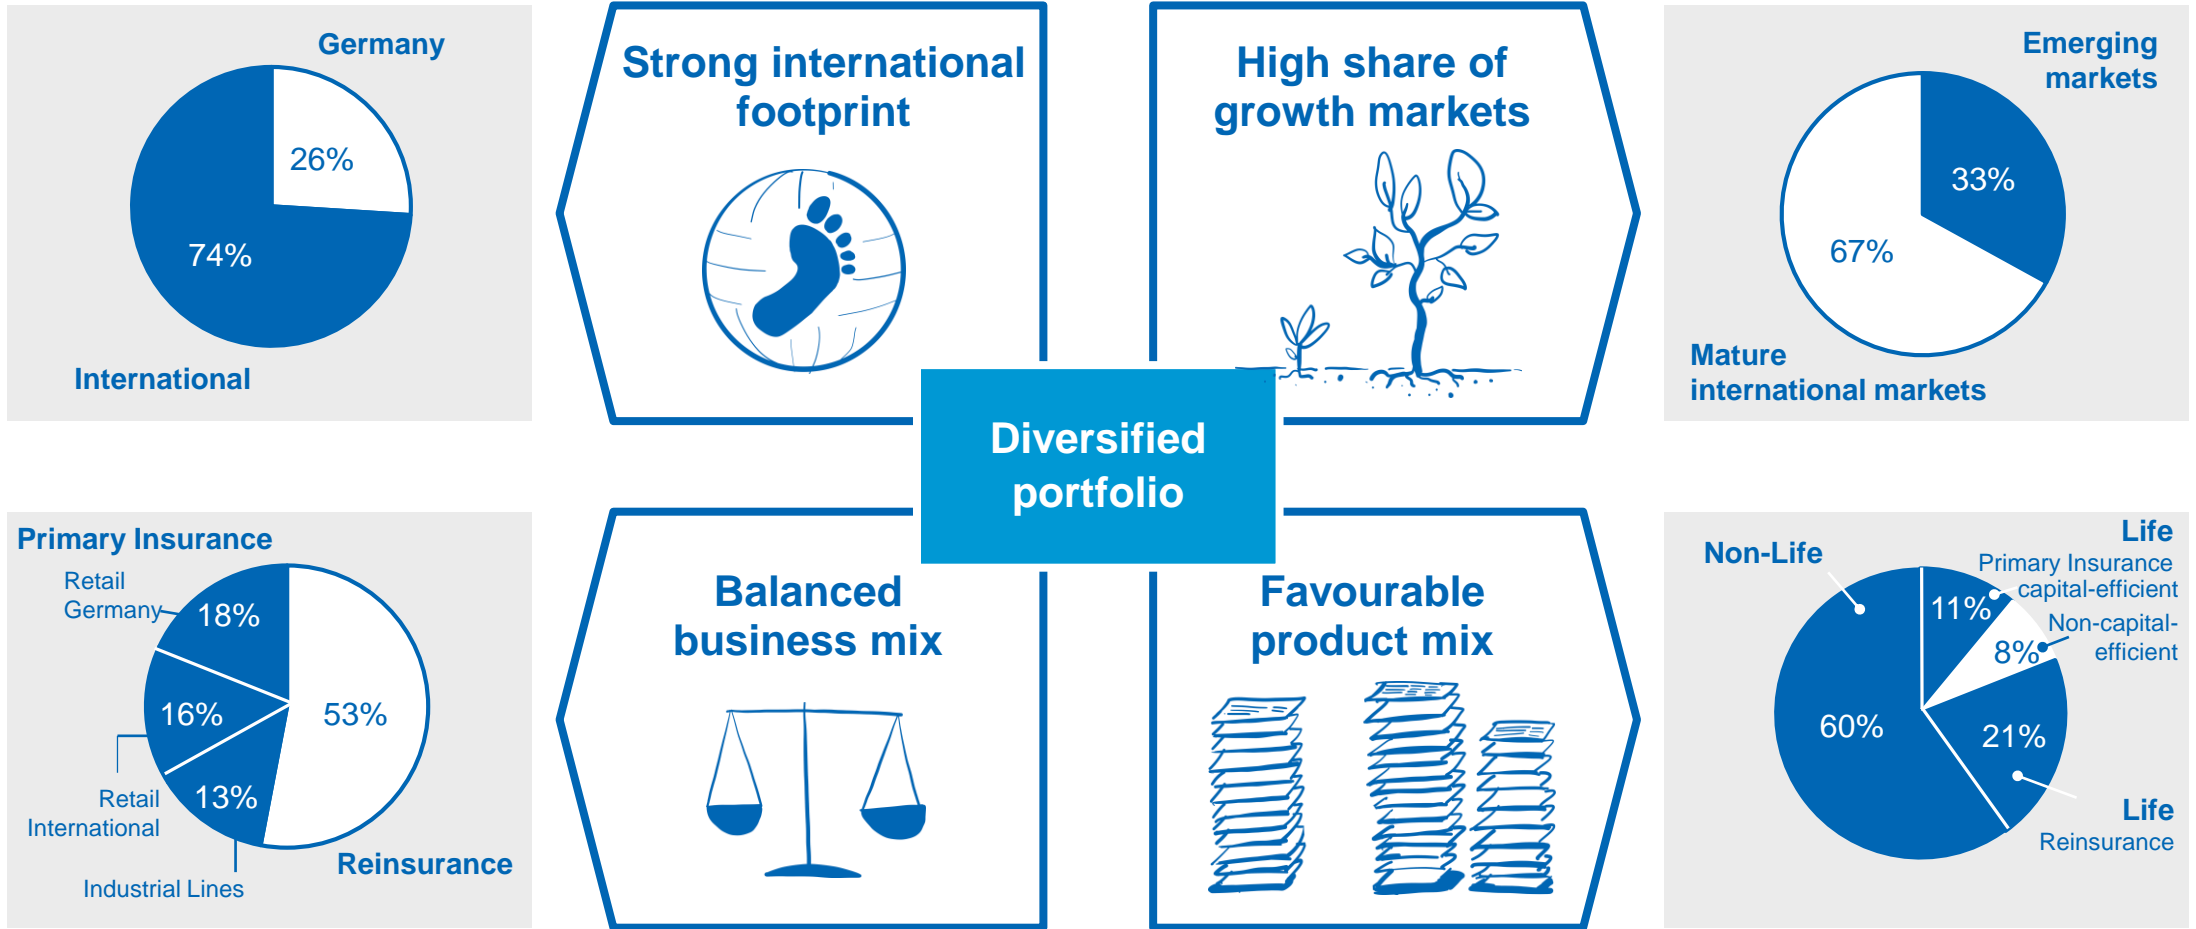 Germany
26%
74%
International
Strong international
footprint
High share of
growth markets
Emerging
markets
33%
67%
Mature
international markets
Diversified
portfolio
Primary Insurance
Retail
Germany
18%
16%
53%
13%
Retail
International
Industrial Lines
Reinsurance
Balanced
business mix
Favourable
product mix
Non-Life
Life
Primary Insurance
capital-efficient
11%
Non-capital-
efficient
8%
60%
21%
Life
Reinsurance